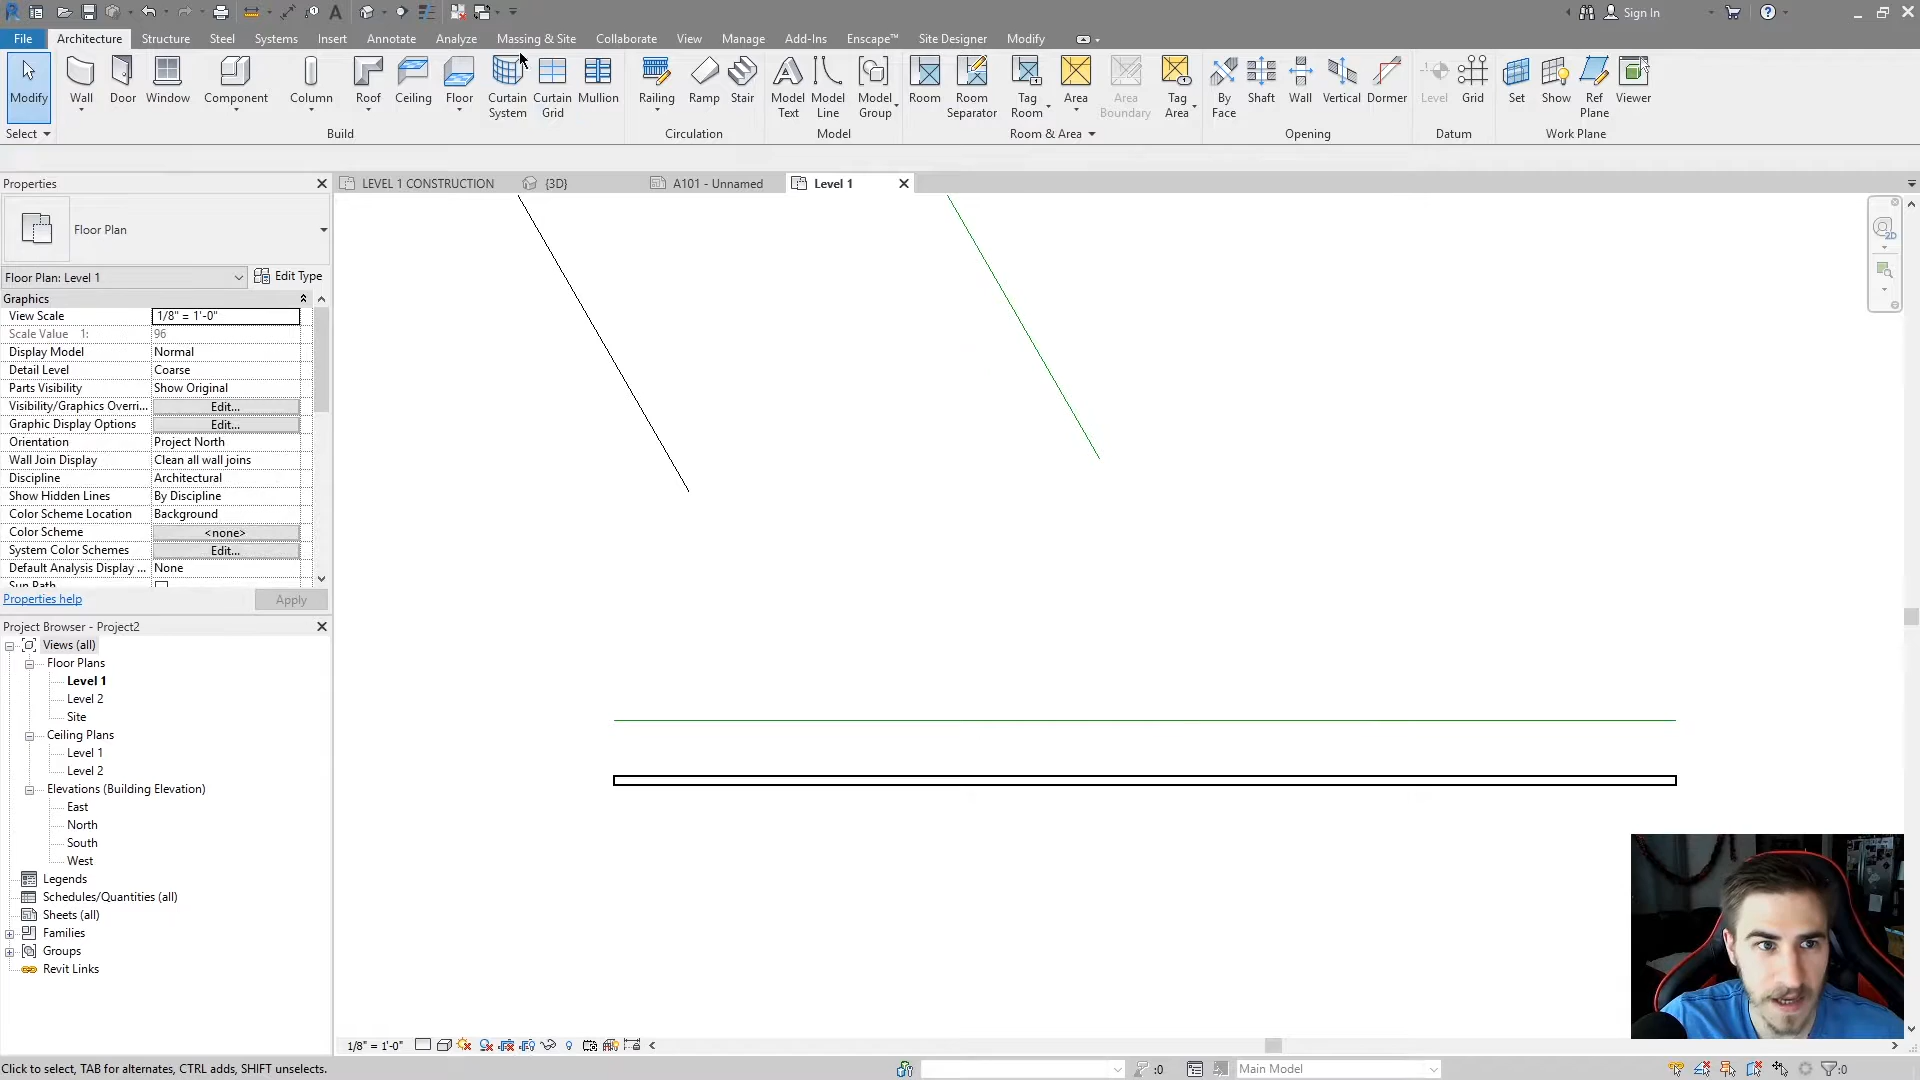 Sign In
File Architecture Structure Steel Systems Insert Annotate Analyze Massing & Site Collaborate View Manage Add-Ins Enscape™ Site Designer Modify
Modify Wall Door Window Component Column Roof Ceiling Floor Curtain System Curtain Grid Mullion Railing Ramp Stair Model Text Model Line Model Group Room Room Separator Tag Room Area Area Boundary Tag Area By Face Shaft Wall Vertical Dormer Level Grid Set Show Ref Plane Viewer
Select Build Circulation Model Room & Area Opening Datum Work Plane
Properties
LEVEL 1 CONSTRUCTION {3D} A101 - Unnamed Level 1
Floor Plan
Floor Plan: Level 1 Edit Type
Graphics
View Scale 1/8" = 1'-0"
Scale Value 1: 96
Display Model Normal
Detail Level Coarse
Parts Visibility Show Original
Visibility/Graphics Overri... Edit...
Graphic Display Options Edit...
Orientation Project North
Wall Join Display Clean all wall joins
Discipline Architectural
Show Hidden Lines By Discipline
Color Scheme Location Background
Color Scheme <none>
System Color Schemes Edit...
Default Analysis Display ... None
Sun Path
Properties help Apply
Project Browser - Project2
Views (all)
Floor Plans
Level 1
Level 2
Site
Ceiling Plans
Level 1
Level 2
Elevations (Building Elevation)
East
North
South
West
Legends
Schedules/Quantities (all)
Sheets (all)
Families
Groups
Revit Links
2D
1/8" = 1'-0"
Click to select, TAB for alternates, CTRL adds, SHIFT unselects.
:0 Main Model :0